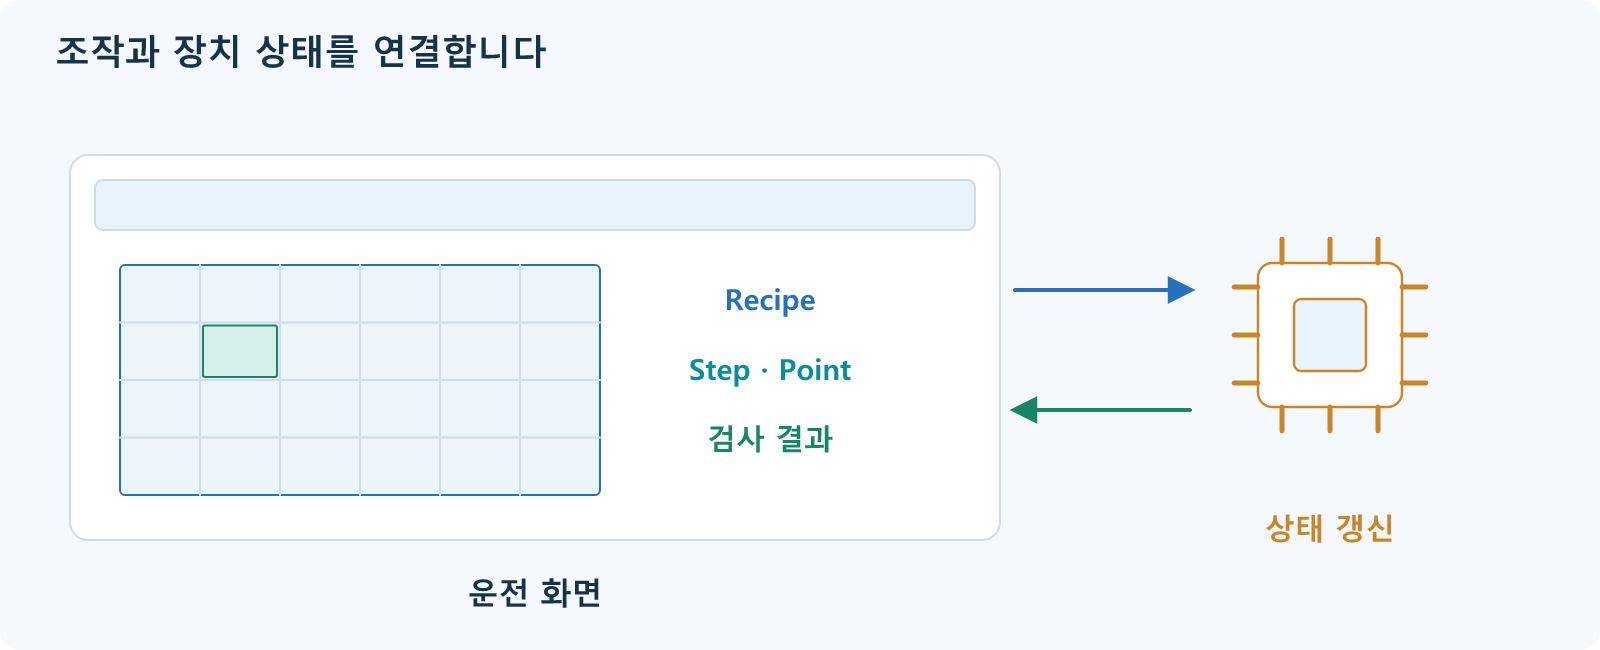 조작과 장치 상태를 연결합니다
Recipe
Step · Point
검사 결과
상태 갱신
운전 화면